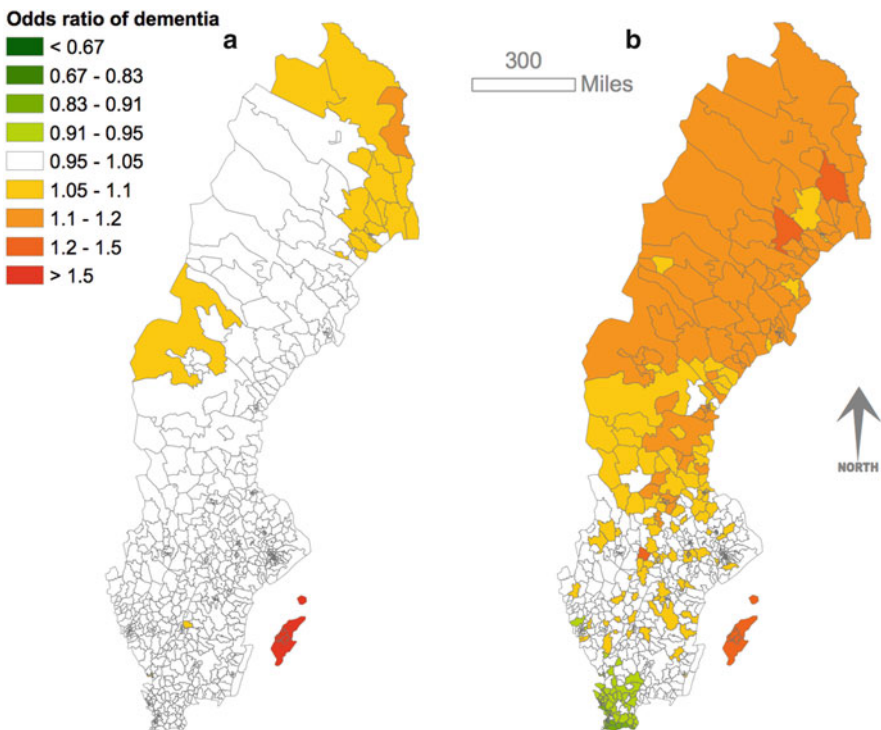 Odds ratio of dementia
< 0.67
0.67 - 0.83
0.83 - 0.91
0.91 - 0.95
0.95 - 1.05
1.05 - 1.1
1.1 - 1.2
1.2 - 1.5
> 1.5
a
b
300
Miles
NORTH